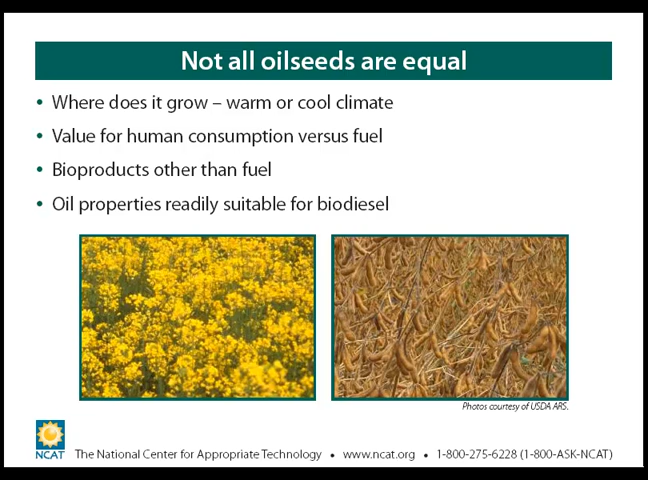 Not all oilseeds are equal
• Where does it grow – warm or cool climate
• Value for human consumption versus fuel
• Bioproducts other than fuel
• Oil properties readily suitable for biodiesel
Photos courtesy of USDA ARS.
NCAT
The National Center for Appropriate Technology • www.ncat.org • 1-800-275-6228 (1-800-ASK-NCAT)